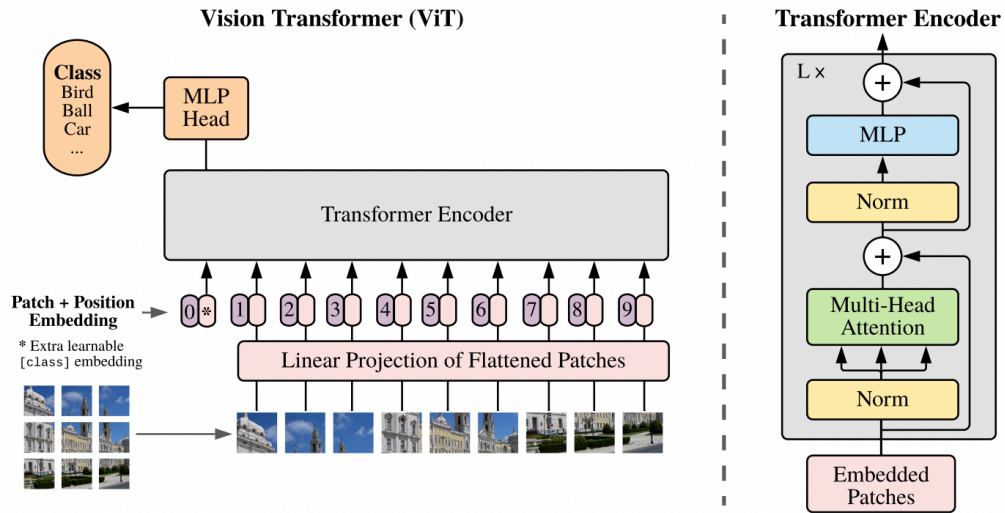 Vision Transformer (ViT)
Class
Bird
Ball
Car
...
MLP
Head
Transformer Encoder
Patch + Position
Embedding
* Extra learnable
[class] embedding
0 * 1 2 3 4 5 6 7 8 9
Linear Projection of Flattened Patches
Transformer Encoder
L ×
+
MLP
Norm
+
Multi-Head
Attention
Norm
Embedded
Patches